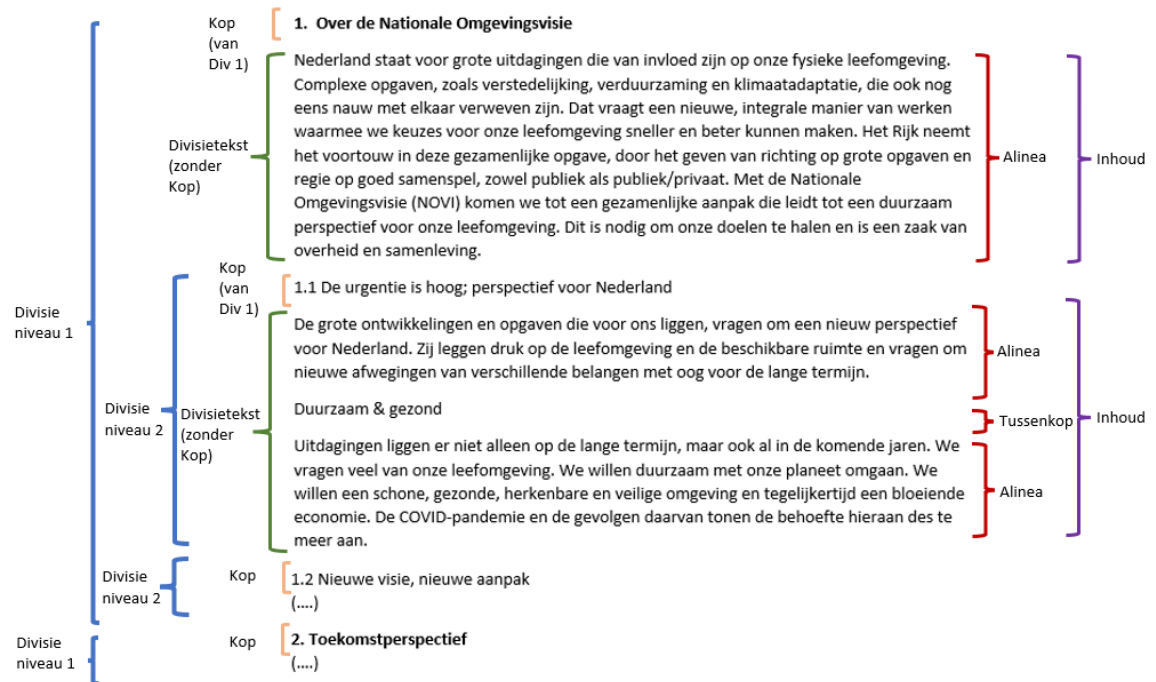 Kop
(van
Div 1)
1. Over de Nationale Omgevingsvisie
Nederland staat voor grote uitdagingen die van invloed zijn op onze fysieke leefomgeving.
Complexe opgaven, zoals verstedelijking, verduurzaming en klimaatadaptatie, die ook nog
eens nauw met elkaar verweven zijn. Dat vraagt een nieuwe, integrale manier van werken
waarmee we keuzes voor onze leefomgeving sneller en beter kunnen maken. Het Rijk neemt
het voortouw in deze gezamenlijke opgave, door het geven van richting op grote opgaven en
regie op goed samenspel, zowel publiek als publiek/privaat. Met de Nationale
Omgevingsvisie (NOVI) komen we tot een gezamenlijke aanpak die leidt tot een duurzaam
perspectief voor onze leefomgeving. Dit is nodig om onze doelen te halen en is een zaak van
overheid en samenleving.
Divisietekst
(zonder
Kop)
Alinea
Inhoud
Divisie
niveau 1
Kop
(van
Div 1)
1.1 De urgentie is hoog; perspectief voor Nederland
De grote ontwikkelingen en opgaven die voor ons liggen, vragen om een nieuw perspectief
voor Nederland. Zij leggen druk op de leefomgeving en de beschikbare ruimte en vragen om
nieuwe afwegingen van verschillende belangen met oog voor de lange termijn.
Alinea
Divisie
niveau 2
Divisietekst
(zonder
Kop)
Duurzaam & gezond
Tussenkop
Inhoud
Uitdagingen liggen er niet alleen op de lange termijn, maar ook al in de komende jaren. We
vragen veel van onze leefomgeving. We willen duurzaam met onze planeet omgaan. We
willen een schone, gezonde, herkenbare en veilige omgeving en tegelijkertijd een bloeiende
economie. De COVID-pandemie en de gevolgen daarvan tonen de behoefte hieraan des te
meer aan.
Alinea
Divisie
niveau 2
Kop
1.2 Nieuwe visie, nieuwe aanpak
(....)
Divisie
niveau 1
Kop
2. Toekomstperspectief
(....)